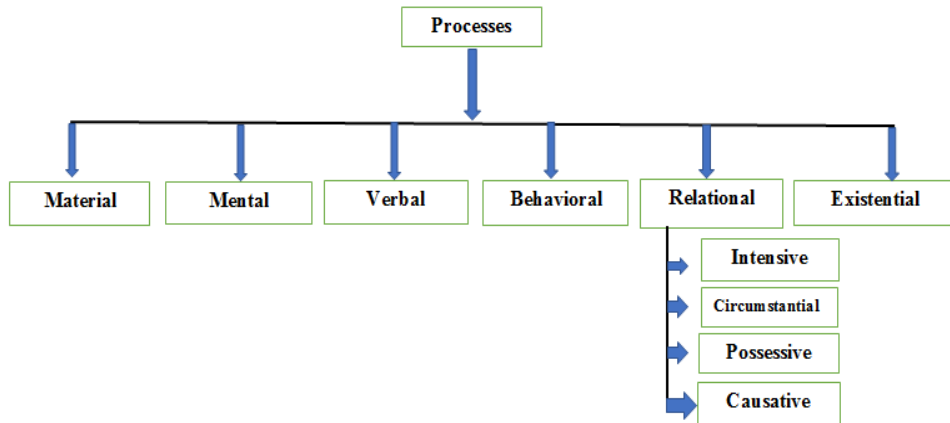 Processes
Material
Mental
Verbal
Behavioral
Relational
Existential
Intensive
Circumstantial
Possessive
Causative